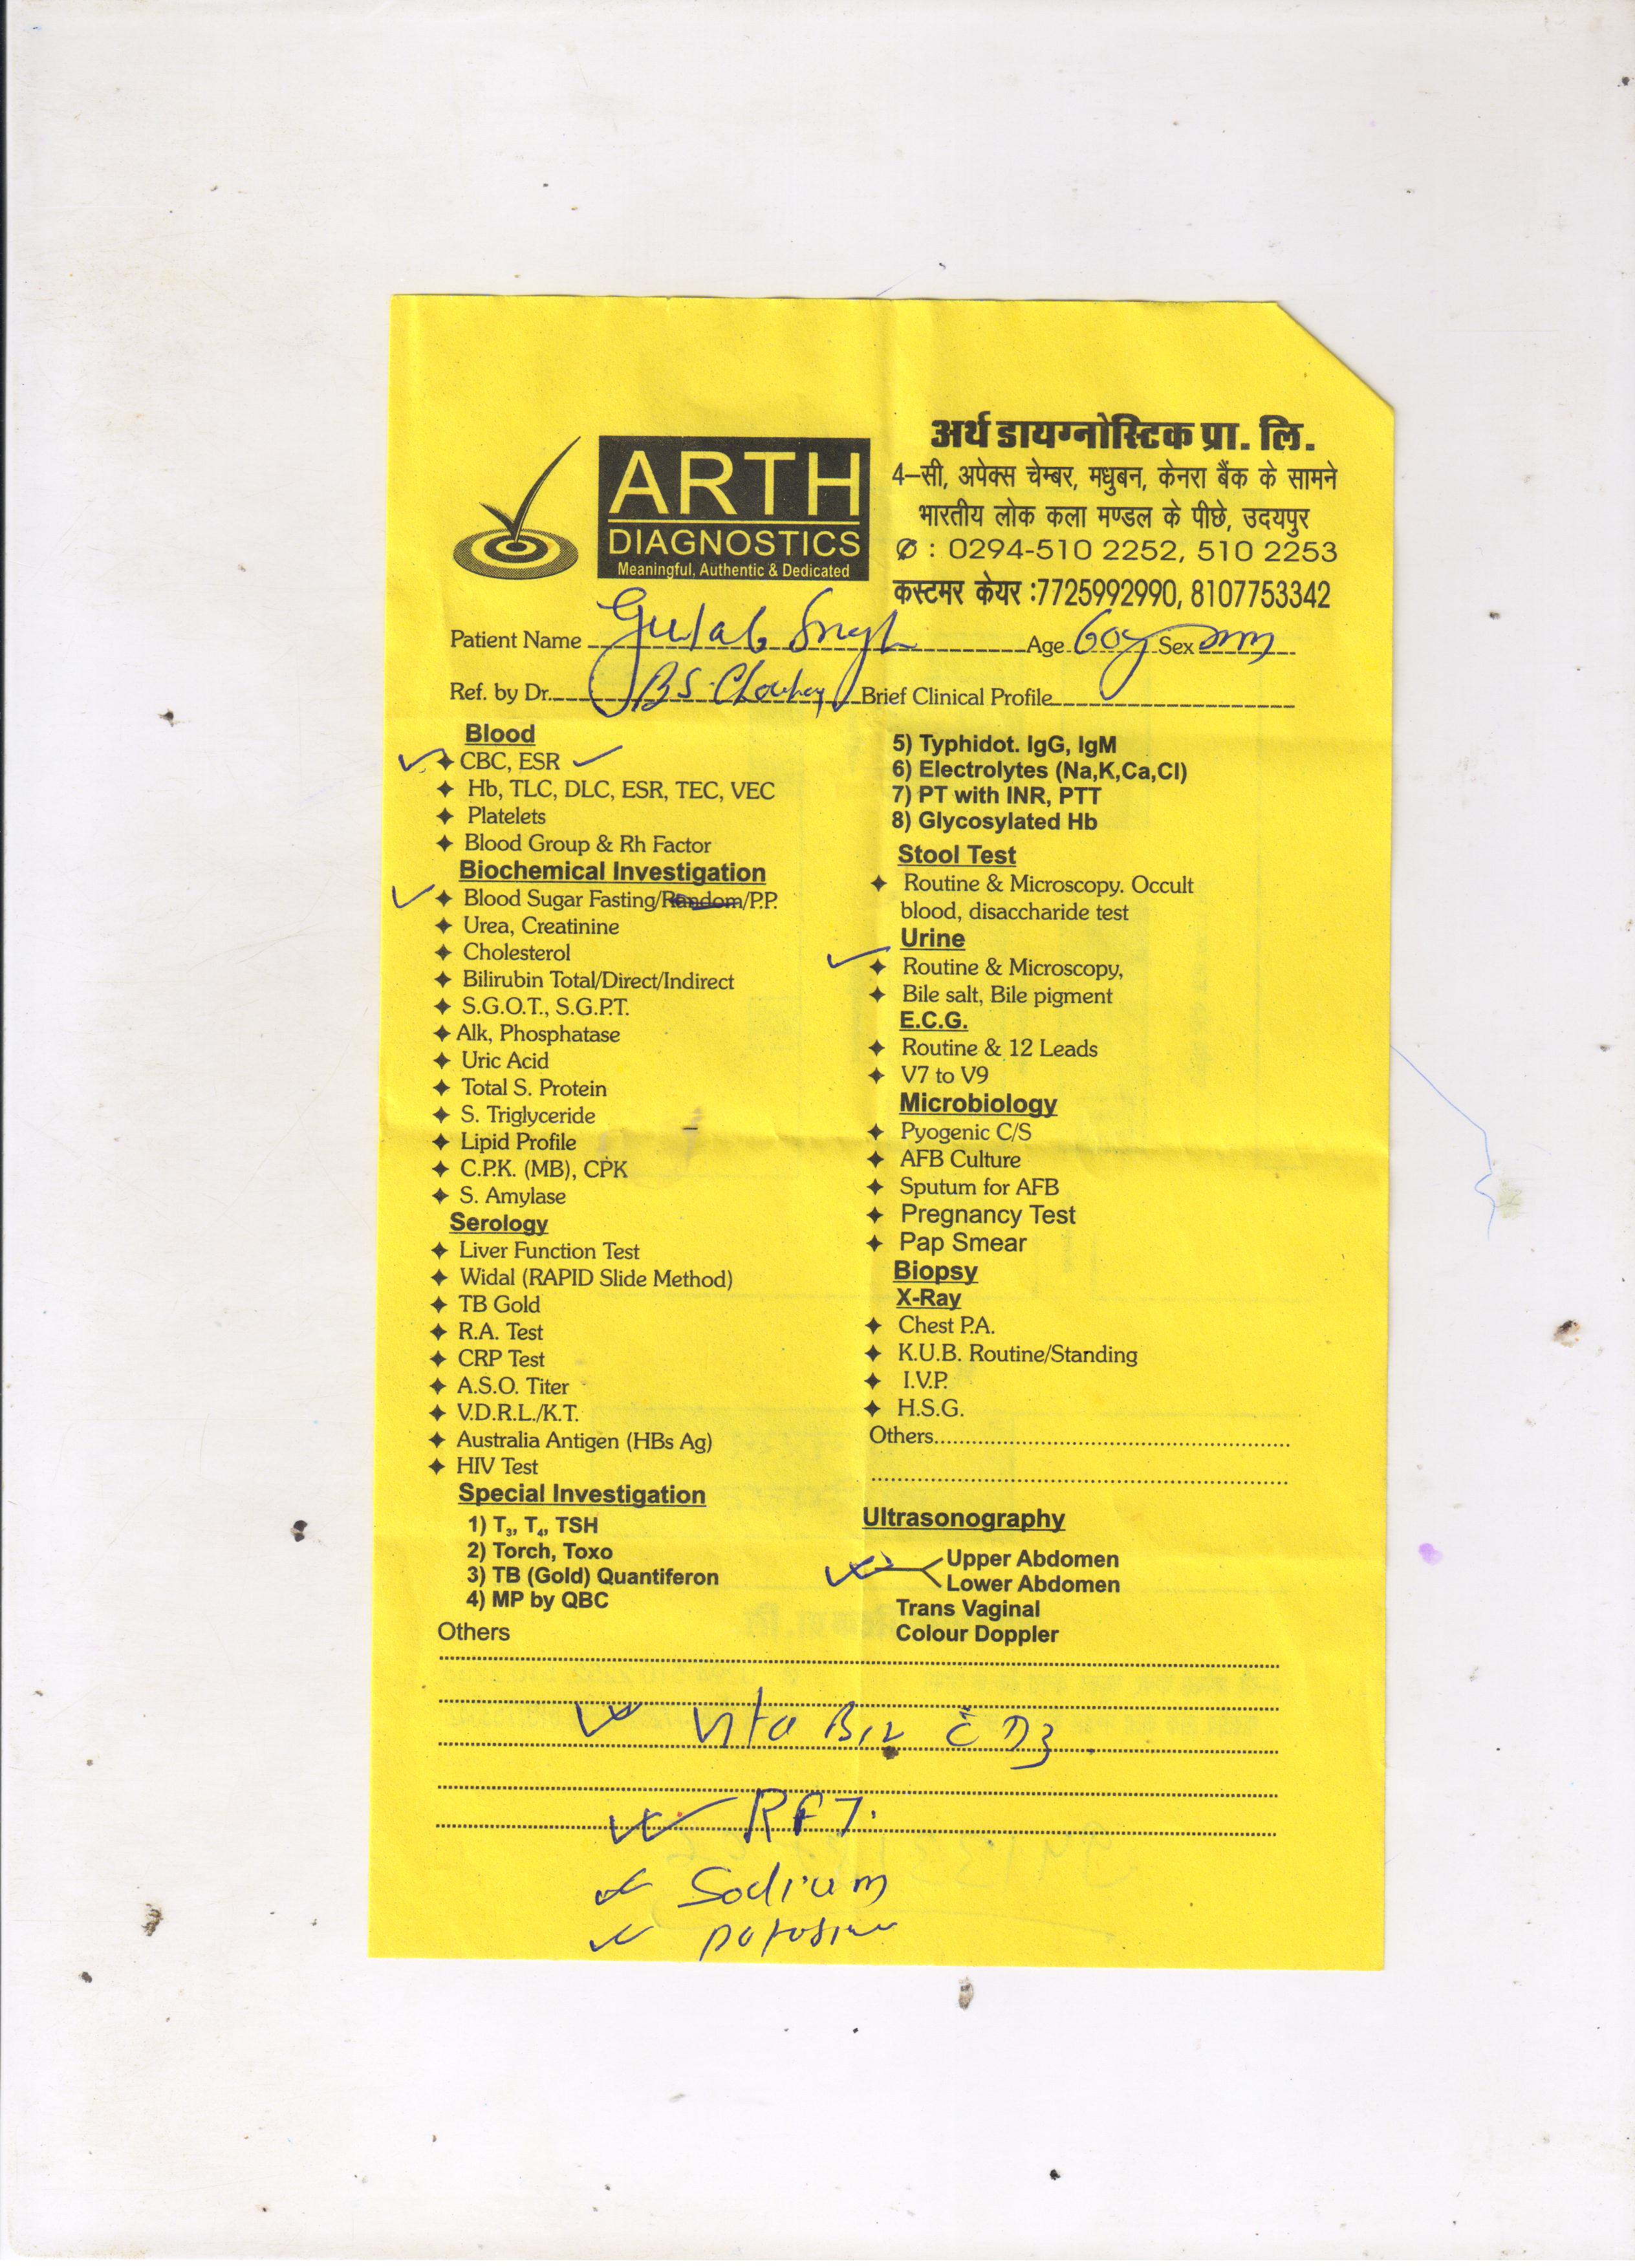 ARTH
DIAGNOSTICS
Meaningful, Authentic & Dedicated
अर्थ डायग्नोस्टिक प्रा. लि.
4-सी, अपेक्स चेम्बर, मधुबन, केनरा बैंक के सामने
भारतीय लोक कला मण्डल के पीछे, उदयपुर
✆ : 0294-510 2252, 510 2253
कस्टमर केयर :7725992990, 8107753342
Patient Name Gulab Singh Age 60y Sex
Ref. by Dr. B.S. Brief Clinical Profile
Blood
CBC, ESR
Hb, TLC, DLC, ESR, TEC, VEC
Platelets
Blood Group & Rh Factor
Biochemical Investigation
Blood Sugar Fasting/Random/P.P.
Urea, Creatinine
Cholesterol
Bilirubin Total/Direct/Indirect
S.G.O.T., S.G.P.T.
Alk, Phosphatase
Uric Acid
Total S. Protein
S. Triglyceride
Lipid Profile
C.P.K. (MB), CPK
S. Amylase
Serology
Liver Function Test
Widal (RAPID Slide Method)
TB Gold
R.A. Test
CRP Test
A.S.O. Titer
V.D.R.L./K.T.
Australia Antigen (HBs Ag)
HIV Test
Special Investigation
1) T3, T4, TSH
2) Torch, Toxo
3) TB (Gold) Quantiferon
4) MP by QBC
5) Typhidot. IgG, IgM
6) Electrolytes (Na,K,Ca,Cl)
7) PT with INR, PTT
8) Glycosylated Hb
Stool Test
Routine & Microscopy. Occult
blood, disaccharide test
Urine
Routine & Microscopy,
Bile salt, Bile pigment
E.C.G.
Routine & 12 Leads
V7 to V9
Microbiology
Pyogenic C/S
AFB Culture
Sputum for AFB
Pregnancy Test
Pap Smear
Biopsy
X-Ray
Chest P.A.
K.U.B. Routine/Standing
I.V.P.
H.S.G.
Others
Ultrasonography
Upper Abdomen
Lower Abdomen
Trans Vaginal
Colour Doppler
Others
Vita B12 c̄ D3
RFT.
Sodium